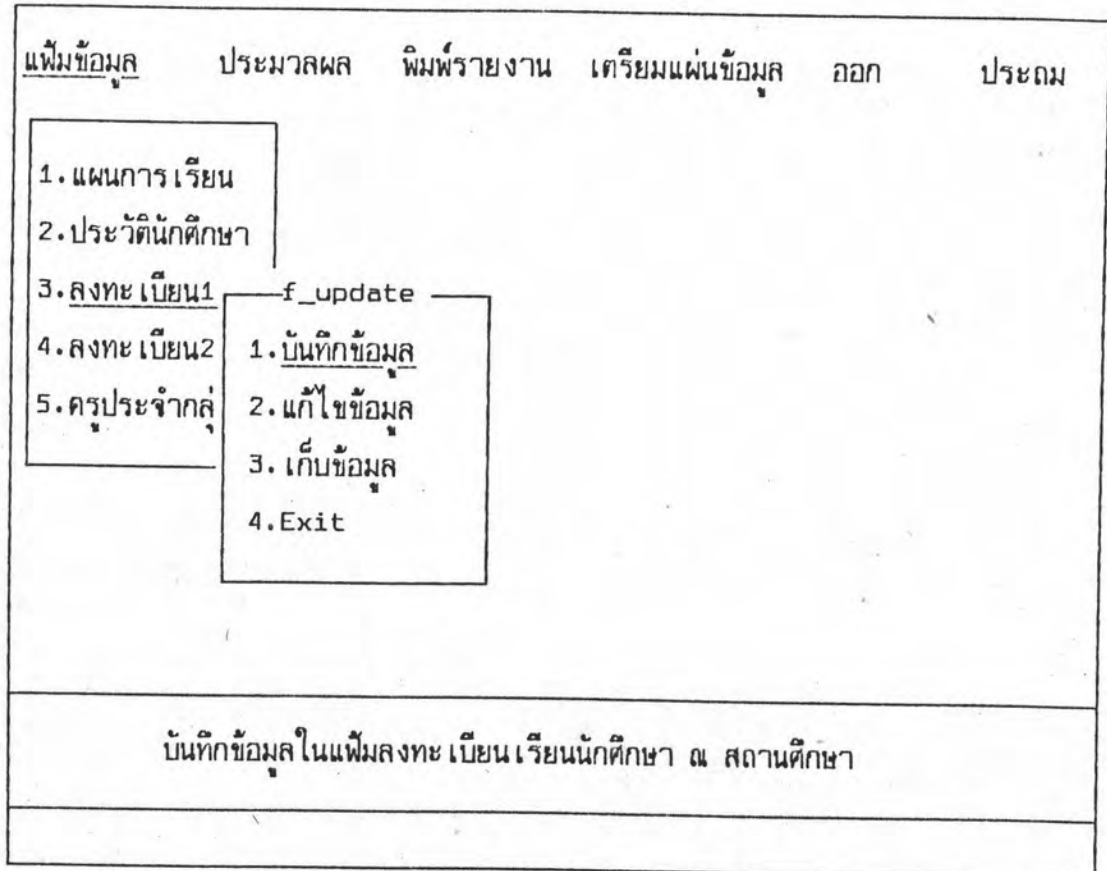 แฟ้มข้อมูล ประมวลผล พิมพ์รายงาน เตรียมแผ่นข้อมูล ออก ประถม
1.แผนการเรียน
2.ประวัตินักศึกษา
3.ลงทะเบียน1
4.ลงทะเบียน2
5.ครูประจำกลุ่
f_update
1.บันทึกข้อมูล
2.แก้ไขข้อมูล
3.เก็บข้อมูล
4.Exit
บันทึกข้อมูลในแฟ้มลงทะเบียนเรียนนักศึกษา ณ สถานศึกษา